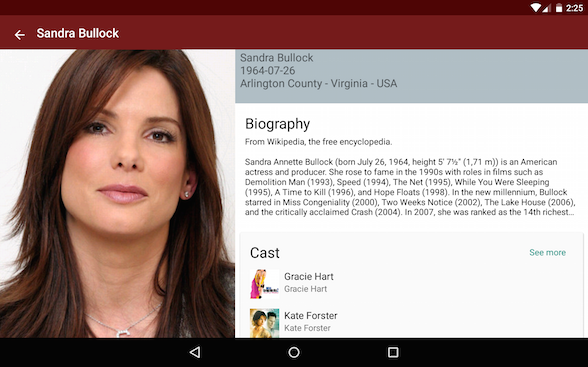 2:25
Sandra Bullock
Sandra Bullock
1964-07-26
Arlington County - Virginia - USA
Biography
From Wikipedia, the free encyclopedia.
Sandra Annette Bullock (born July 26, 1964, height 5' 7½" (1,71 m)) is an American
actress and producer. She rose to fame in the 1990s with roles in films such as
Demolition Man (1993), Speed (1994), The Net (1995), While You Were Sleeping
(1995), A Time to Kill (1996), and Hope Floats (1998). In the new millennium, Bullock
starred in Miss Congeniality (2000), Two Weeks Notice (2002), The Lake House (2006),
and the critically acclaimed Crash (2004). In 2007, she was ranked as the 14th richest...
Cast
See more
Gracie Hart
Gracie Hart
Kate Forster
Kate Forster